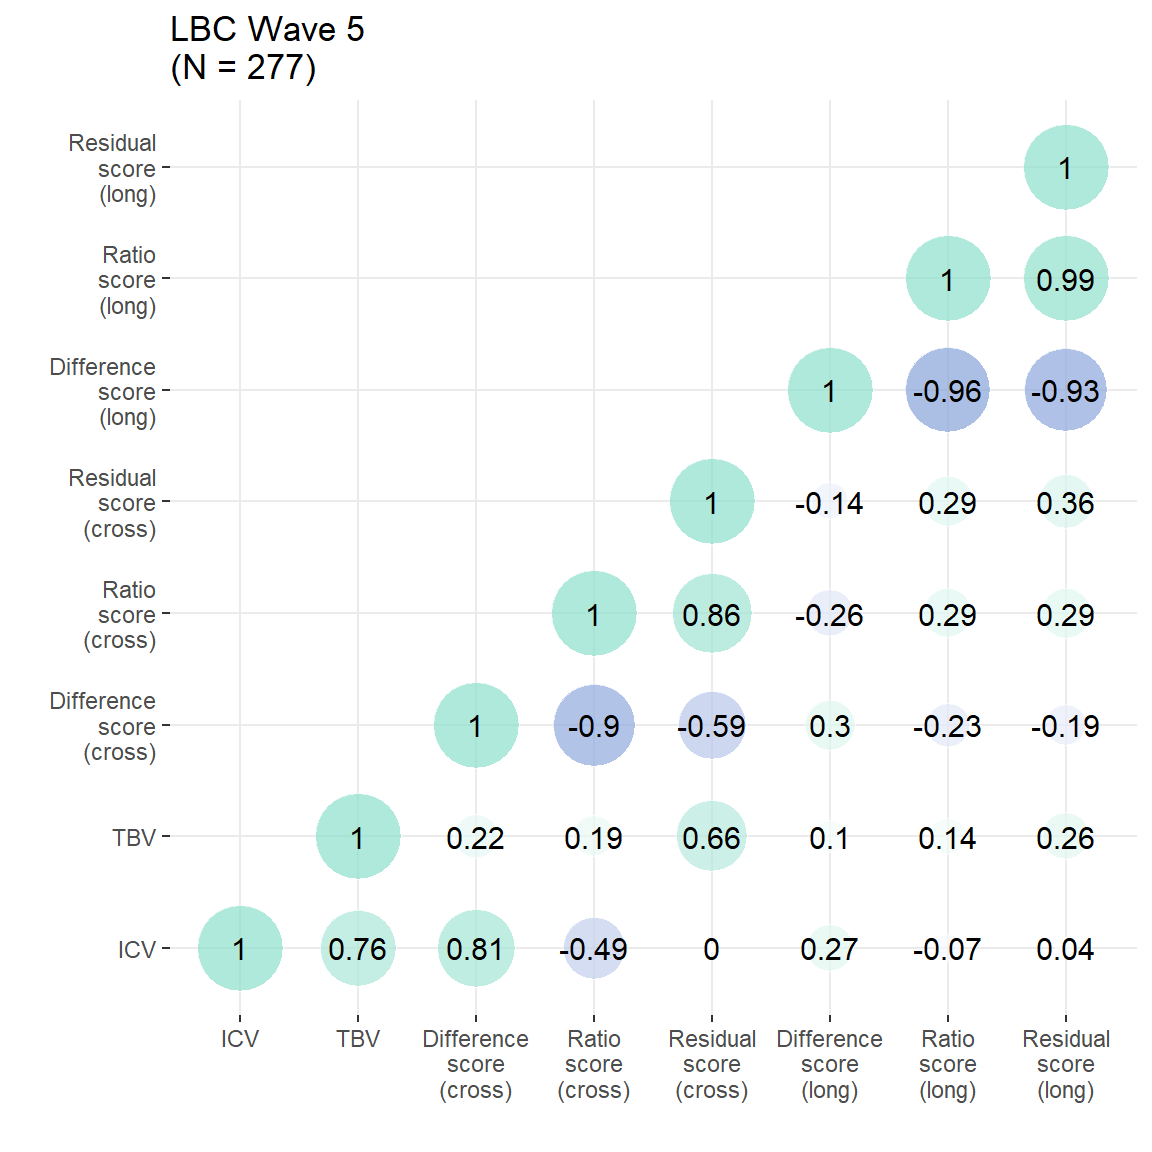 LBC Wave 5
(N = 277)
Residual
score
(long)
1
Ratio
score
(long)
1 0.99
Difference
score
(long)
1 -0.96 -0.93
Residual
score
(cross)
1 -0.14 0.29 0.36
Ratio
score
(cross)
1 0.86 -0.26 0.29 0.29
Difference
score
(cross)
1 -0.9 -0.59 0.3 -0.23 -0.19
TBV 1 0.22 0.19 0.66 0.1 0.14 0.26
ICV 1 0.76 0.81 -0.49 0 0.27 -0.07 0.04
ICV TBV Difference Ratio Residual Difference Ratio Residual
score score score score score score
(cross) (cross) (cross) (long) (long) (long)